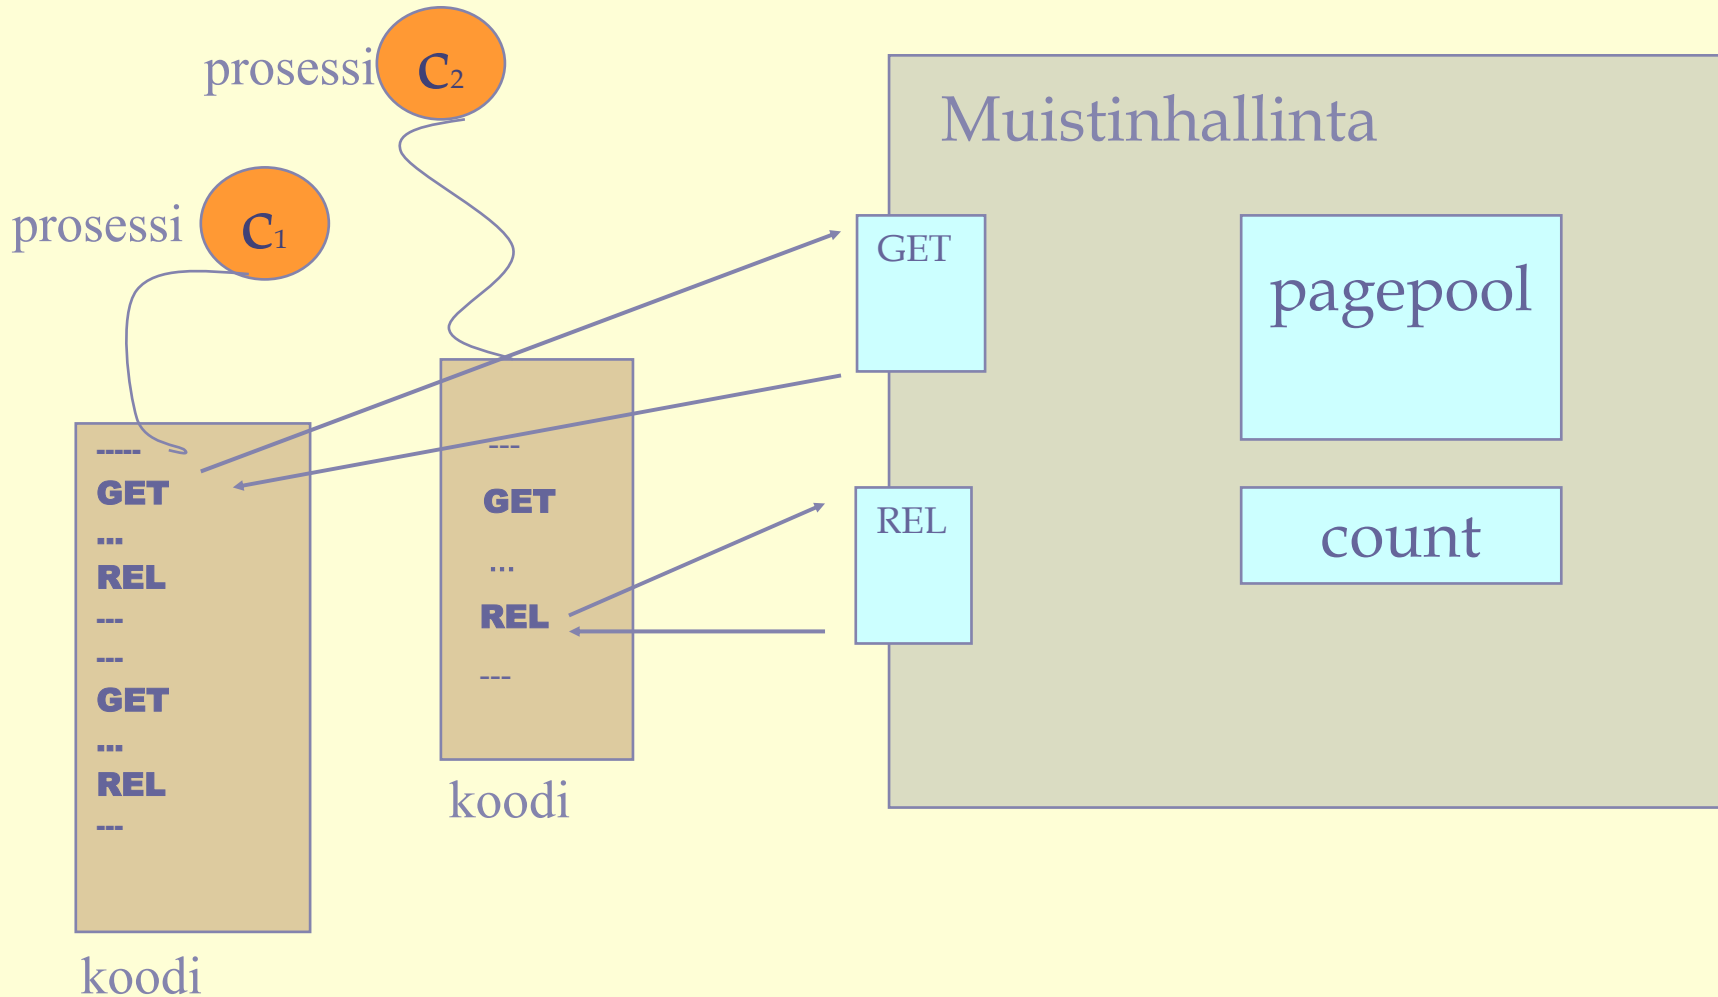 prosessi
C2
prosessi
C1
Muistinhallinta
GET
pagepool
REL
count
-----
GET
...
REL
---
---
GET
...
REL
---
koodi
---
GET
...
REL
---
koodi